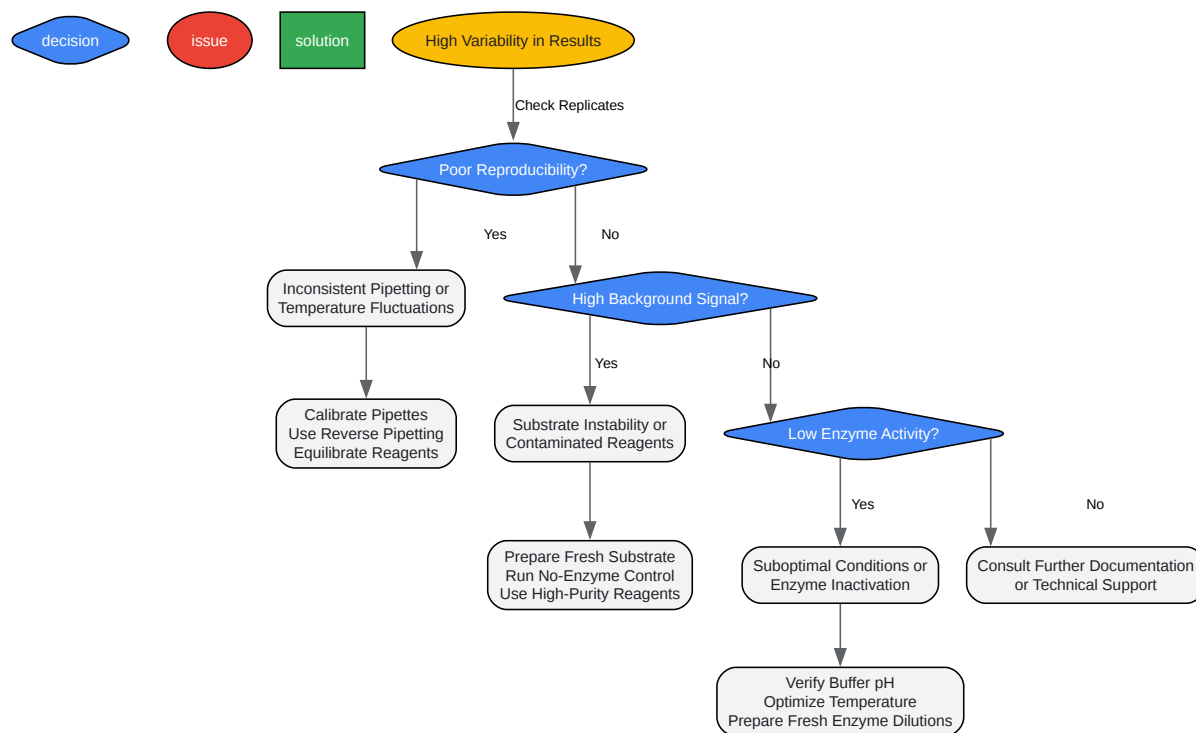 decision
issue
solution
High Variability in Results
Check Replicates
Poor Reproducibility?
Yes
No
Inconsistent Pipetting or
Temperature Fluctuations
High Background Signal?
Calibrate Pipettes
Use Reverse Pipetting
Equilibrate Reagents
Yes
No
Substrate Instability or
Contaminated Reagents
Low Enzyme Activity?
Yes
No
Prepare Fresh Substrate
Run No-Enzyme Control
Use High-Purity Reagents
Suboptimal Conditions or
Enzyme Inactivation
Consult Further Documentation
or Technical Support
Verify Buffer pH
Optimize Temperature
Prepare Fresh Enzyme Dilutions